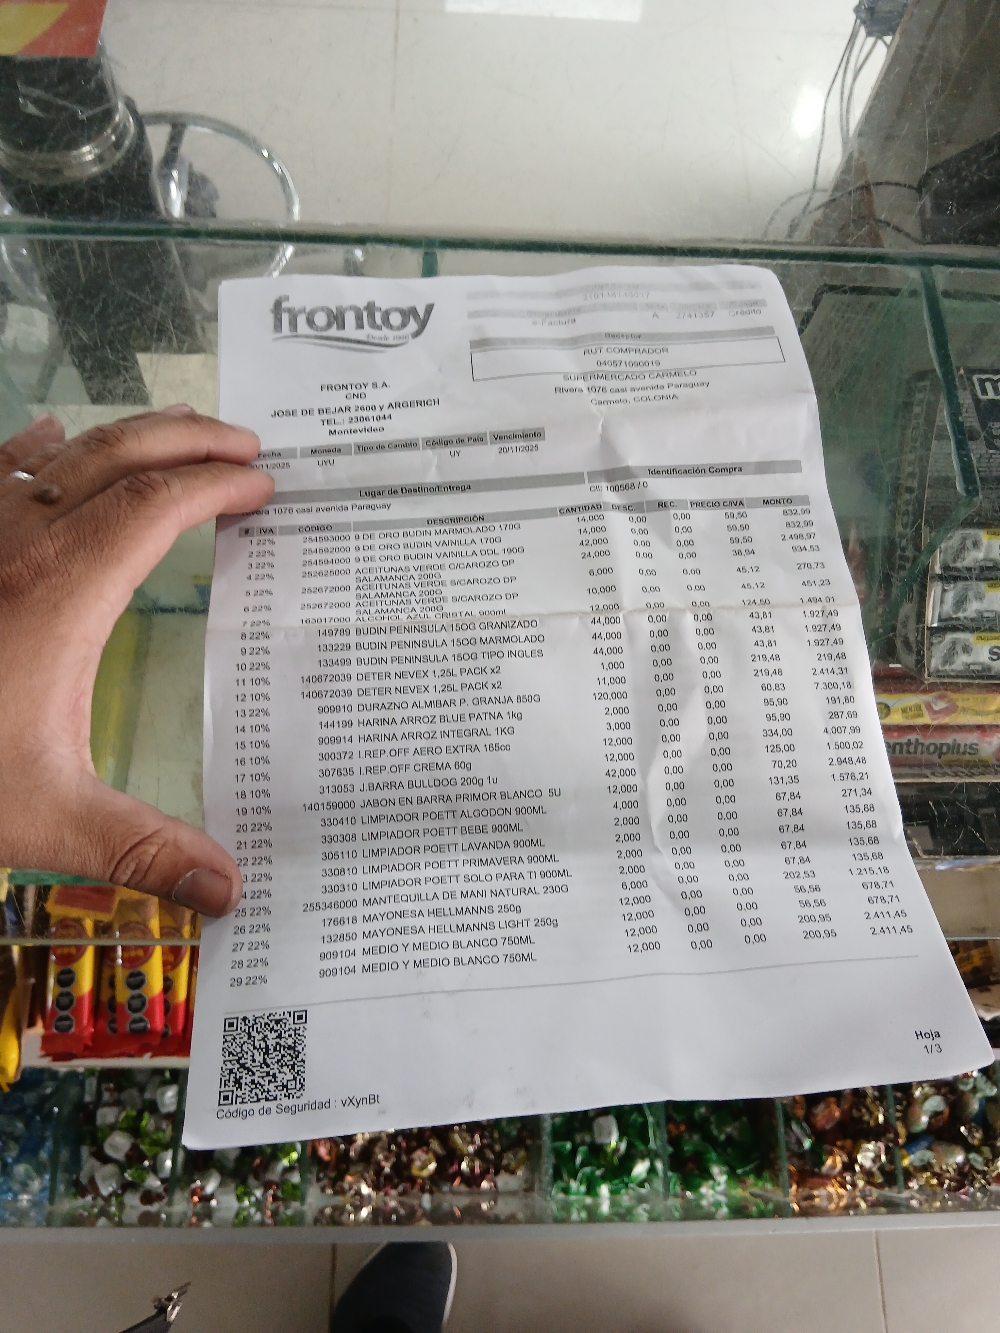 frontoy
Desde 1906
e-Factura
A 2741357 Crédito
Receptor
RUT COMPRADOR
040571090019
SUPERMERCADO CARMELO
Rivera 1076 casi avenida Paraguay
Carmelo, COLONIA
FRONTOY S.A.
CND
JOSE DE BEJAR 2600 y ARGERICH
TEL.: 23061044
Montevideo
Fecha Moneda Tipo de Cambio Código de País Vencimiento
/11/2025 UYU UY 20/11/2025
Lugar de Destino/Entrega Identificación Compra
Rivera 1076 casi avenida Paraguay CI: 100568 / 0
# IVA CÓDIGO DESCRIPCIÓN CANTIDAD DESC. REC. PRECIO C/IVA MONTO
1 22% 254593000 9 DE ORO BUDIN MARMOLADO 170G 14,000 0,00 0,00 59,50 832,99
2 22% 254592000 9 DE ORO BUDIN VAINILLA 170G 14,000 0,00 0,00 59,50 832,99
3 22% 254594000 9 DE ORO BUDIN VAINILLA DDL 190G 42,000 0,00 0,00 59,50 2.498,97
4 22% 252625000 ACEITUNAS VERDE C/CAROZO DP SALAMANCA 200G 24,000 0,00 0,00 38,94 934,53
5 22% 252672000 ACEITUNAS VERDE S/CAROZO DP SALAMANCA 200G 6,000 0,00 0,00 45,12 270,73
6 22% 252672000 ACEITUNAS VERDE S/CAROZO DP SALAMANCA 200G 10,000 0,00 0,00 45,12 451,23
7 22% 163017000 ALCOHOL AZUL CRISTAL 900ml 12,000 0,00 0,00 124,50 1.494,01
8 22% 149789 BUDIN PENINSULA 15OG GRANIZADO 44,000 0,00 0,00 43,81 1.927,49
9 22% 133229 BUDIN PENINSULA 15OG MARMOLADO 44,000 0,00 0,00 43,81 1.927,49
10 22% 133499 BUDIN PENINSULA 15OG TIPO INGLES 44,000 0,00 0,00 43,81 1.927,49
11 10% 140672039 DETER NEVEX 1,25L PACK x2 1,000 0,00 0,00 219,48 219,48
12 10% 140672039 DETER NEVEX 1,25L PACK x2 11,000 0,00 0,00 219,48 2.414,31
13 22% 909910 DURAZNO ALMIBAR P. GRANJA 850G 120,000 0,00 0,00 60,83 7.300,18
14 10% 144199 HARINA ARROZ BLUE PATNA 1kg 2,000 0,00 0,00 95,90 191,80
15 10% 909914 HARINA ARROZ INTEGRAL 1KG 3,000 0,00 0,00 95,90 287,69
16 10% 300372 I.REP.OFF AERO EXTRA 165cc 12,000 0,00 0,00 334,00 4.007,99
17 10% 307635 I.REP.OFF CREMA 60g 12,000 0,00 0,00 125,00 1.500,02
18 10% 313053 J.BARRA BULLDOG 200g 1u 42,000 0,00 0,00 70,20 2.948,48
19 10% 140159000 JABON EN BARRA PRIMOR BLANCO 5U 12,000 0,00 0,00 131,35 1.576,21
20 22% 330410 LIMPIADOR POETT ALGODON 900ML 4,000 0,00 0,00 67,84 271,34
21 22% 330308 LIMPIADOR POETT BEBE 900ML 2,000 0,00 0,00 67,84 135,68
22 22% 305110 LIMPIADOR POETT LAVANDA 900ML 2,000 0,00 0,00 67,84 135,68
3 22% 330810 LIMPIADOR POETT PRIMAVERA 900ML 2,000 0,00 0,00 67,84 135,68
4 22% 330310 LIMPIADOR POETT SOLO PARA TI 900ML 2,000 0,00 0,00 67,84 135,68
25 22% 255346000 MANTEQUILLA DE MANI NATURAL 230G 6,000 0,00 0,00 202,53 1.215,18
26 22% 176618 MAYONESA HELLMANNS 250g 12,000 0,00 0,00 56,56 678,71
27 22% 132850 MAYONESA HELLMANNS LIGHT 250g 12,000 0,00 0,00 56,56 678,71
28 22% 909104 MEDIO Y MEDIO BLANCO 750ML 12,000 0,00 0,00 200,95 2.411,45
29 22% 909104 MEDIO Y MEDIO BLANCO 750ML 12,000 0,00 0,00 200,95 2.411,45
Hoja
1/3
Código de Seguridad : vXynBt
enthoplus